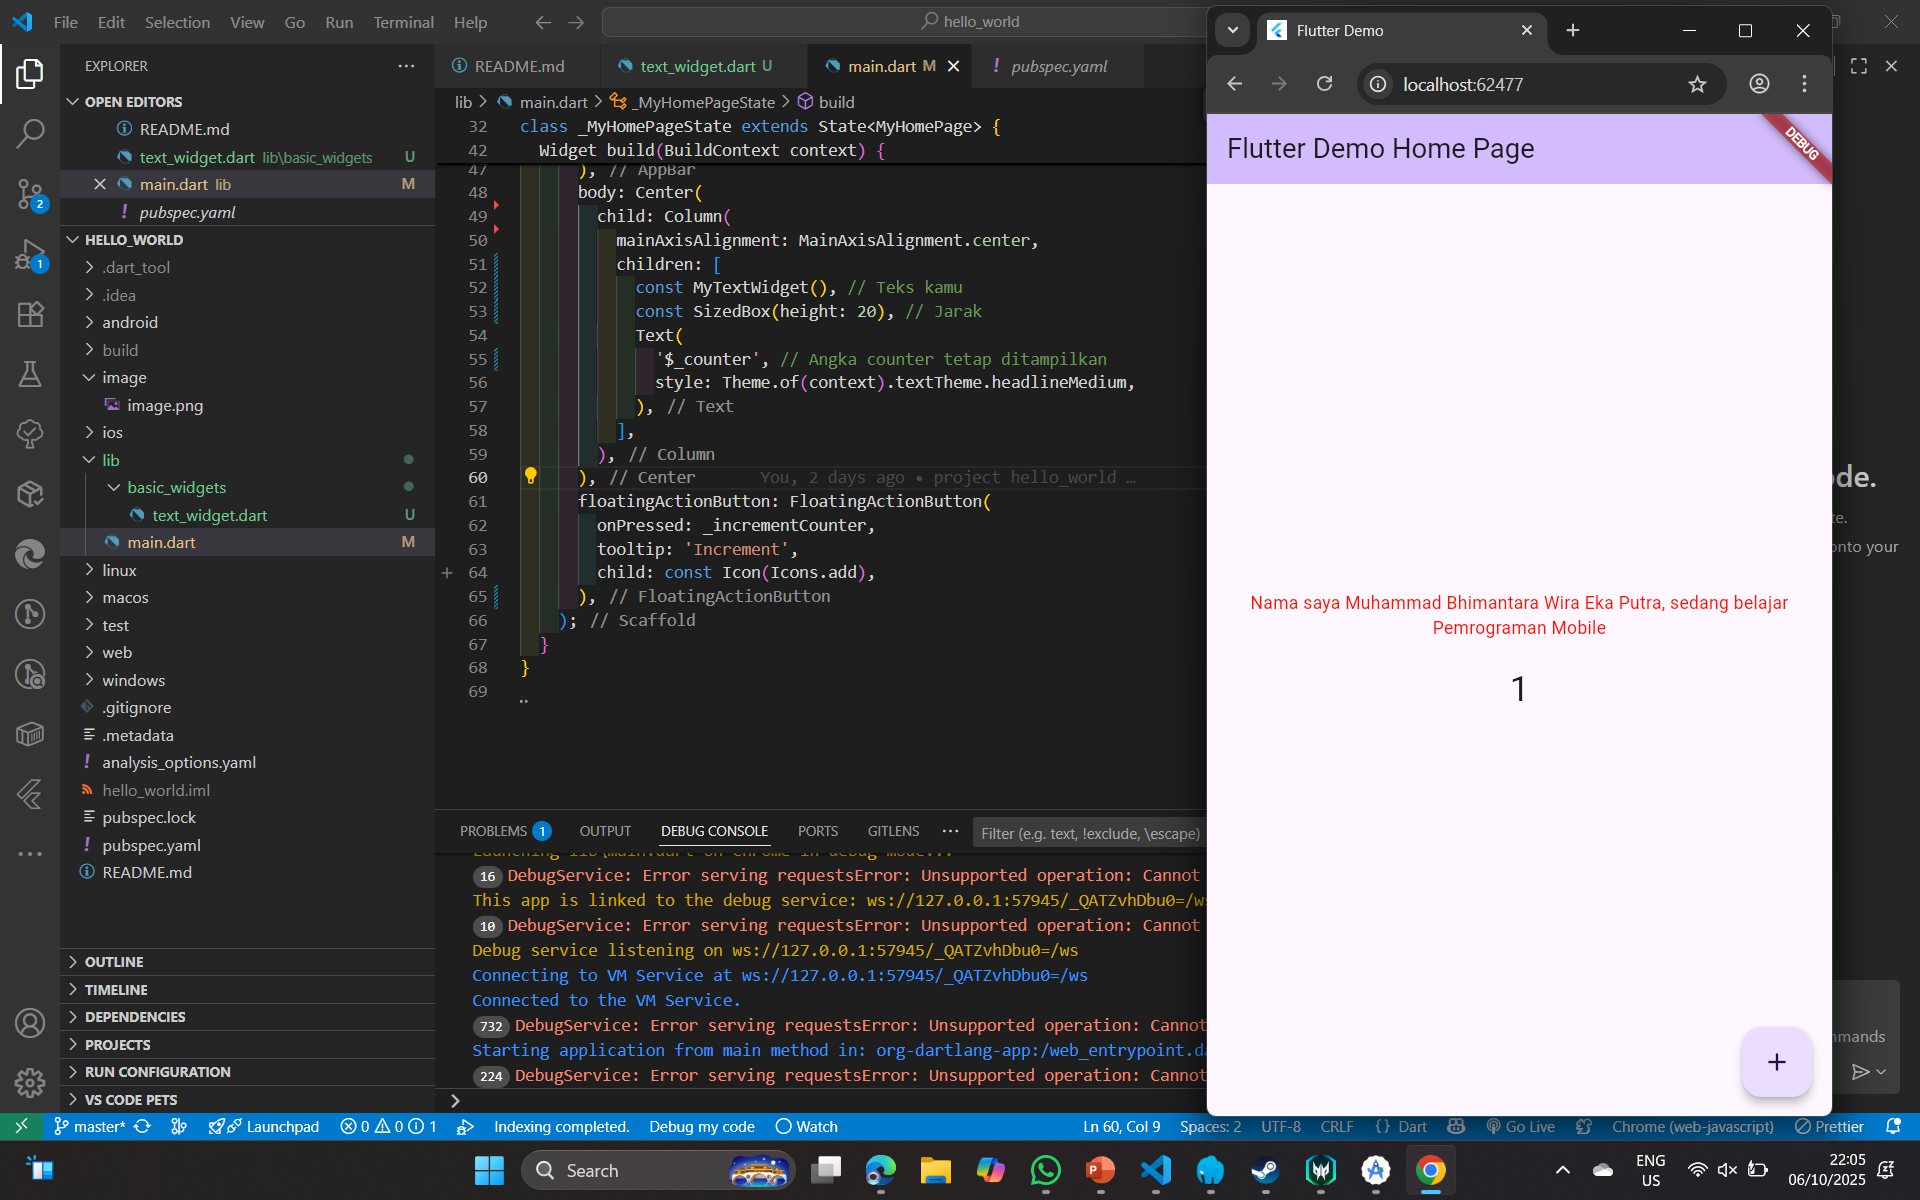 File Edit Selection View Go Run Terminal Help
hello_world
EXPLORER
OPEN EDITORS
README.md
text_widget.dart lib\basic_widgets U
main.dart lib M
! pubspec.yaml
HELLO_WORLD
.dart_tool
.idea
android
build
image
image.png
ios
lib
basic_widgets
text_widget.dart U
main.dart M
linux
macos
test
web
windows
.gitignore
.metadata
! analysis_options.yaml
hello_world.iml
pubspec.lock
! pubspec.yaml
README.md
OUTLINE
TIMELINE
DEPENDENCIES
PROJECTS
RUN CONFIGURATION
VS CODE PETS
2
1
README.md text_widget.dart U main.dart M ! pubspec.yaml
lib > main.dart > _MyHomePageState > build
32 class _MyHomePageState extends State<MyHomePage> {
42 Widget build(BuildContext context) {
47 ), // AppBar
48 body: Center(
49 child: Column(
50 mainAxisAlignment: MainAxisAlignment.center,
51 children: [
52 const MyTextWidget(), // Teks kamu
53 const SizedBox(height: 20), // Jarak
54 Text(
55 '$_counter', // Angka counter tetap ditampilkan
56 style: Theme.of(context).textTheme.headlineMedium,
57 ), // Text
58 ],
59 ), // Column
60 ), // Center You, 2 days ago • project hello_world …
61 floatingActionButton: FloatingActionButton(
62 onPressed: _incrementCounter,
63 tooltip: 'Increment',
64 child: const Icon(Icons.add),
65 ), // FloatingActionButton
66 ); // Scaffold
67 }
68 }
69
PROBLEMS 1 OUTPUT DEBUG CONSOLE PORTS GITLENS
Filter (e.g. text, !exclude, \escape)
Launching lib\main.dart on Chrome in debug mode...
16 DebugService: Error serving requestsError: Unsupported operation: Cannot
This app is linked to the debug service: ws://127.0.0.1:57945/_QATZvhDbu0=/ws
10 DebugService: Error serving requestsError: Unsupported operation: Cannot
Debug service listening on ws://127.0.0.1:57945/_QATZvhDbu0=/ws
Connecting to VM Service at ws://127.0.0.1:57945/_QATZvhDbu0=/ws
Connected to the VM Service.
732 DebugService: Error serving requestsError: Unsupported operation: Cannot
Starting application from main method in: org-dartlang-app:/web_entrypoint.da
224 DebugService: Error serving requestsError: Unsupported operation: Cannot
Flutter Demo
localhost:62477
Flutter Demo Home Page
DEBUG
Nama saya Muhammad Bhimantara Wira Eka Putra, sedang belajar
Pemrograman Mobile
1
+
ode.
te.
onto your
mmands
master* Launchpad 0 0 1 Indexing completed. Debug my code Watch
Ln 60, Col 9 Spaces: 2 UTF-8 CRLF {} Dart Go Live Chrome (web-javascript) Prettier
Search
ENG
US
22:05
06/10/2025